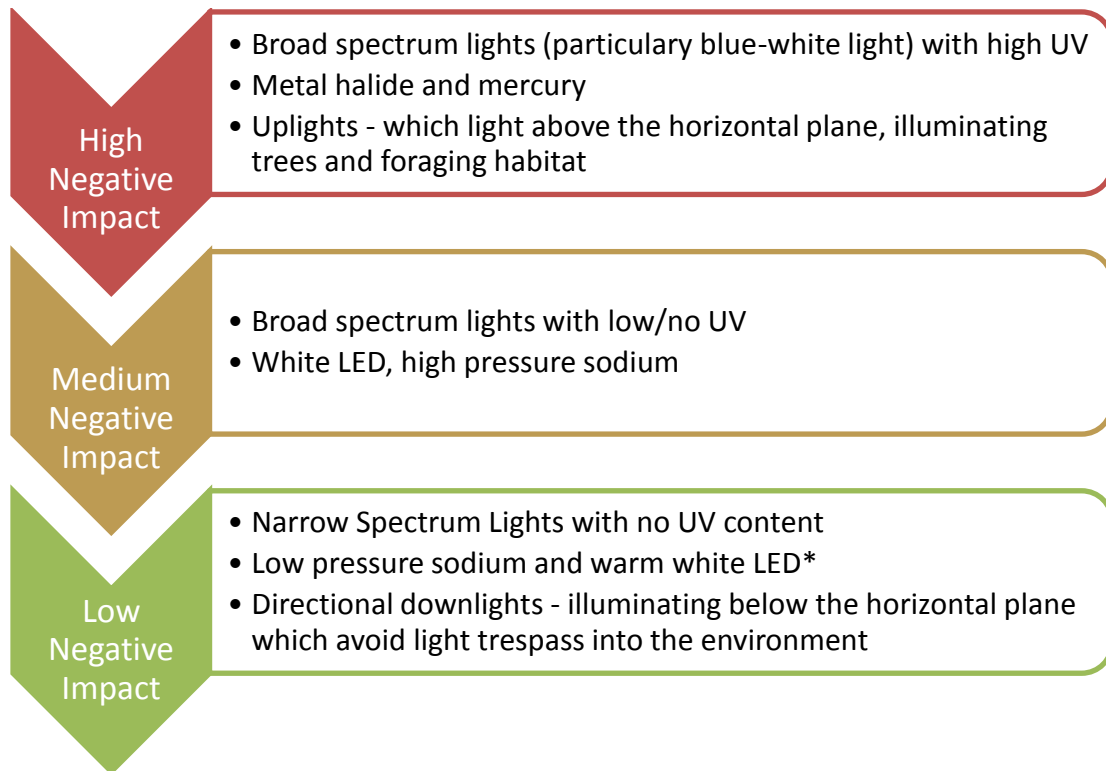 High
Negative
Impact
• Broad spectrum lights (particulary blue-white light) with high UV
• Metal halide and mercury
• Uplights - which light above the horizontal plane, illuminating
trees and foraging habitat
Medium
Negative
Impact
• Broad spectrum lights with low/no UV
• White LED, high pressure sodium
Low
Negative
Impact
• Narrow Spectrum Lights with no UV content
• Low pressure sodium and warm white LED*
• Directional downlights - illuminating below the horizontal plane
which avoid light trespass into the environment